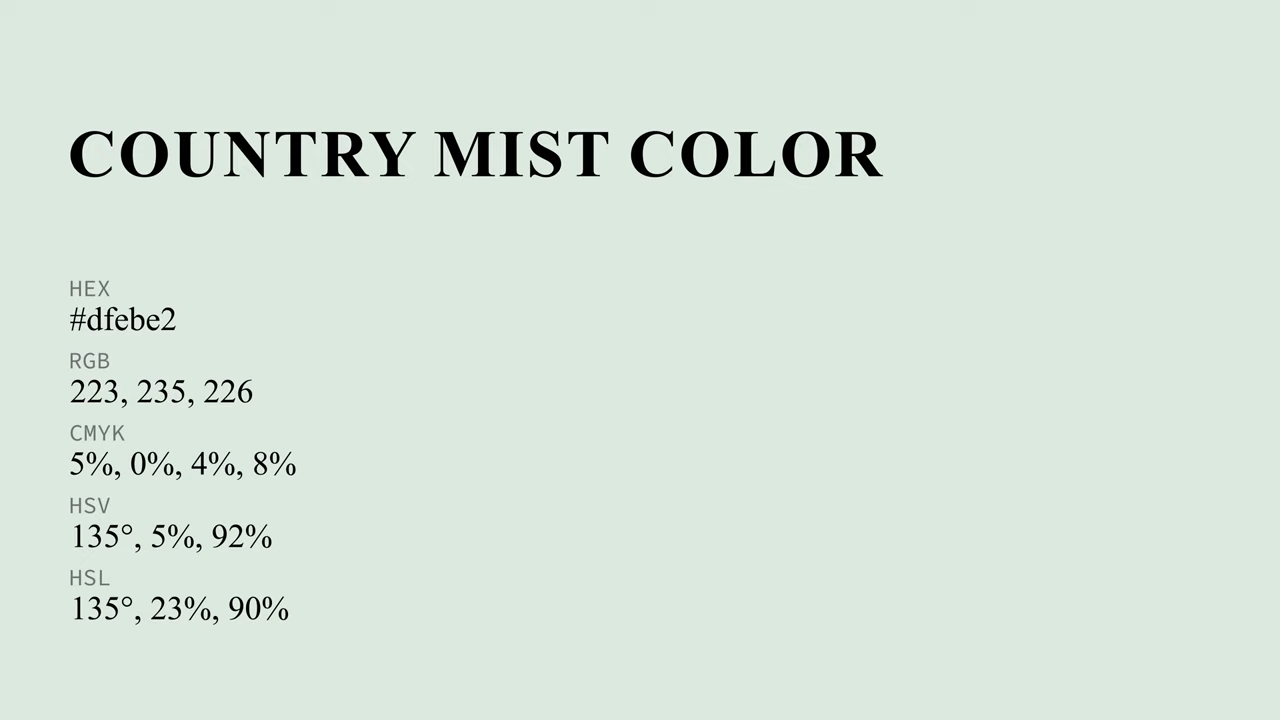 COUNTRY MIST COLOR
HEX
#dfebe2
RGB
223, 235, 226
CMYK
5%, 0%, 4%, 8%
HSV
135°, 5%, 92%
HSL
135°, 23%, 90%